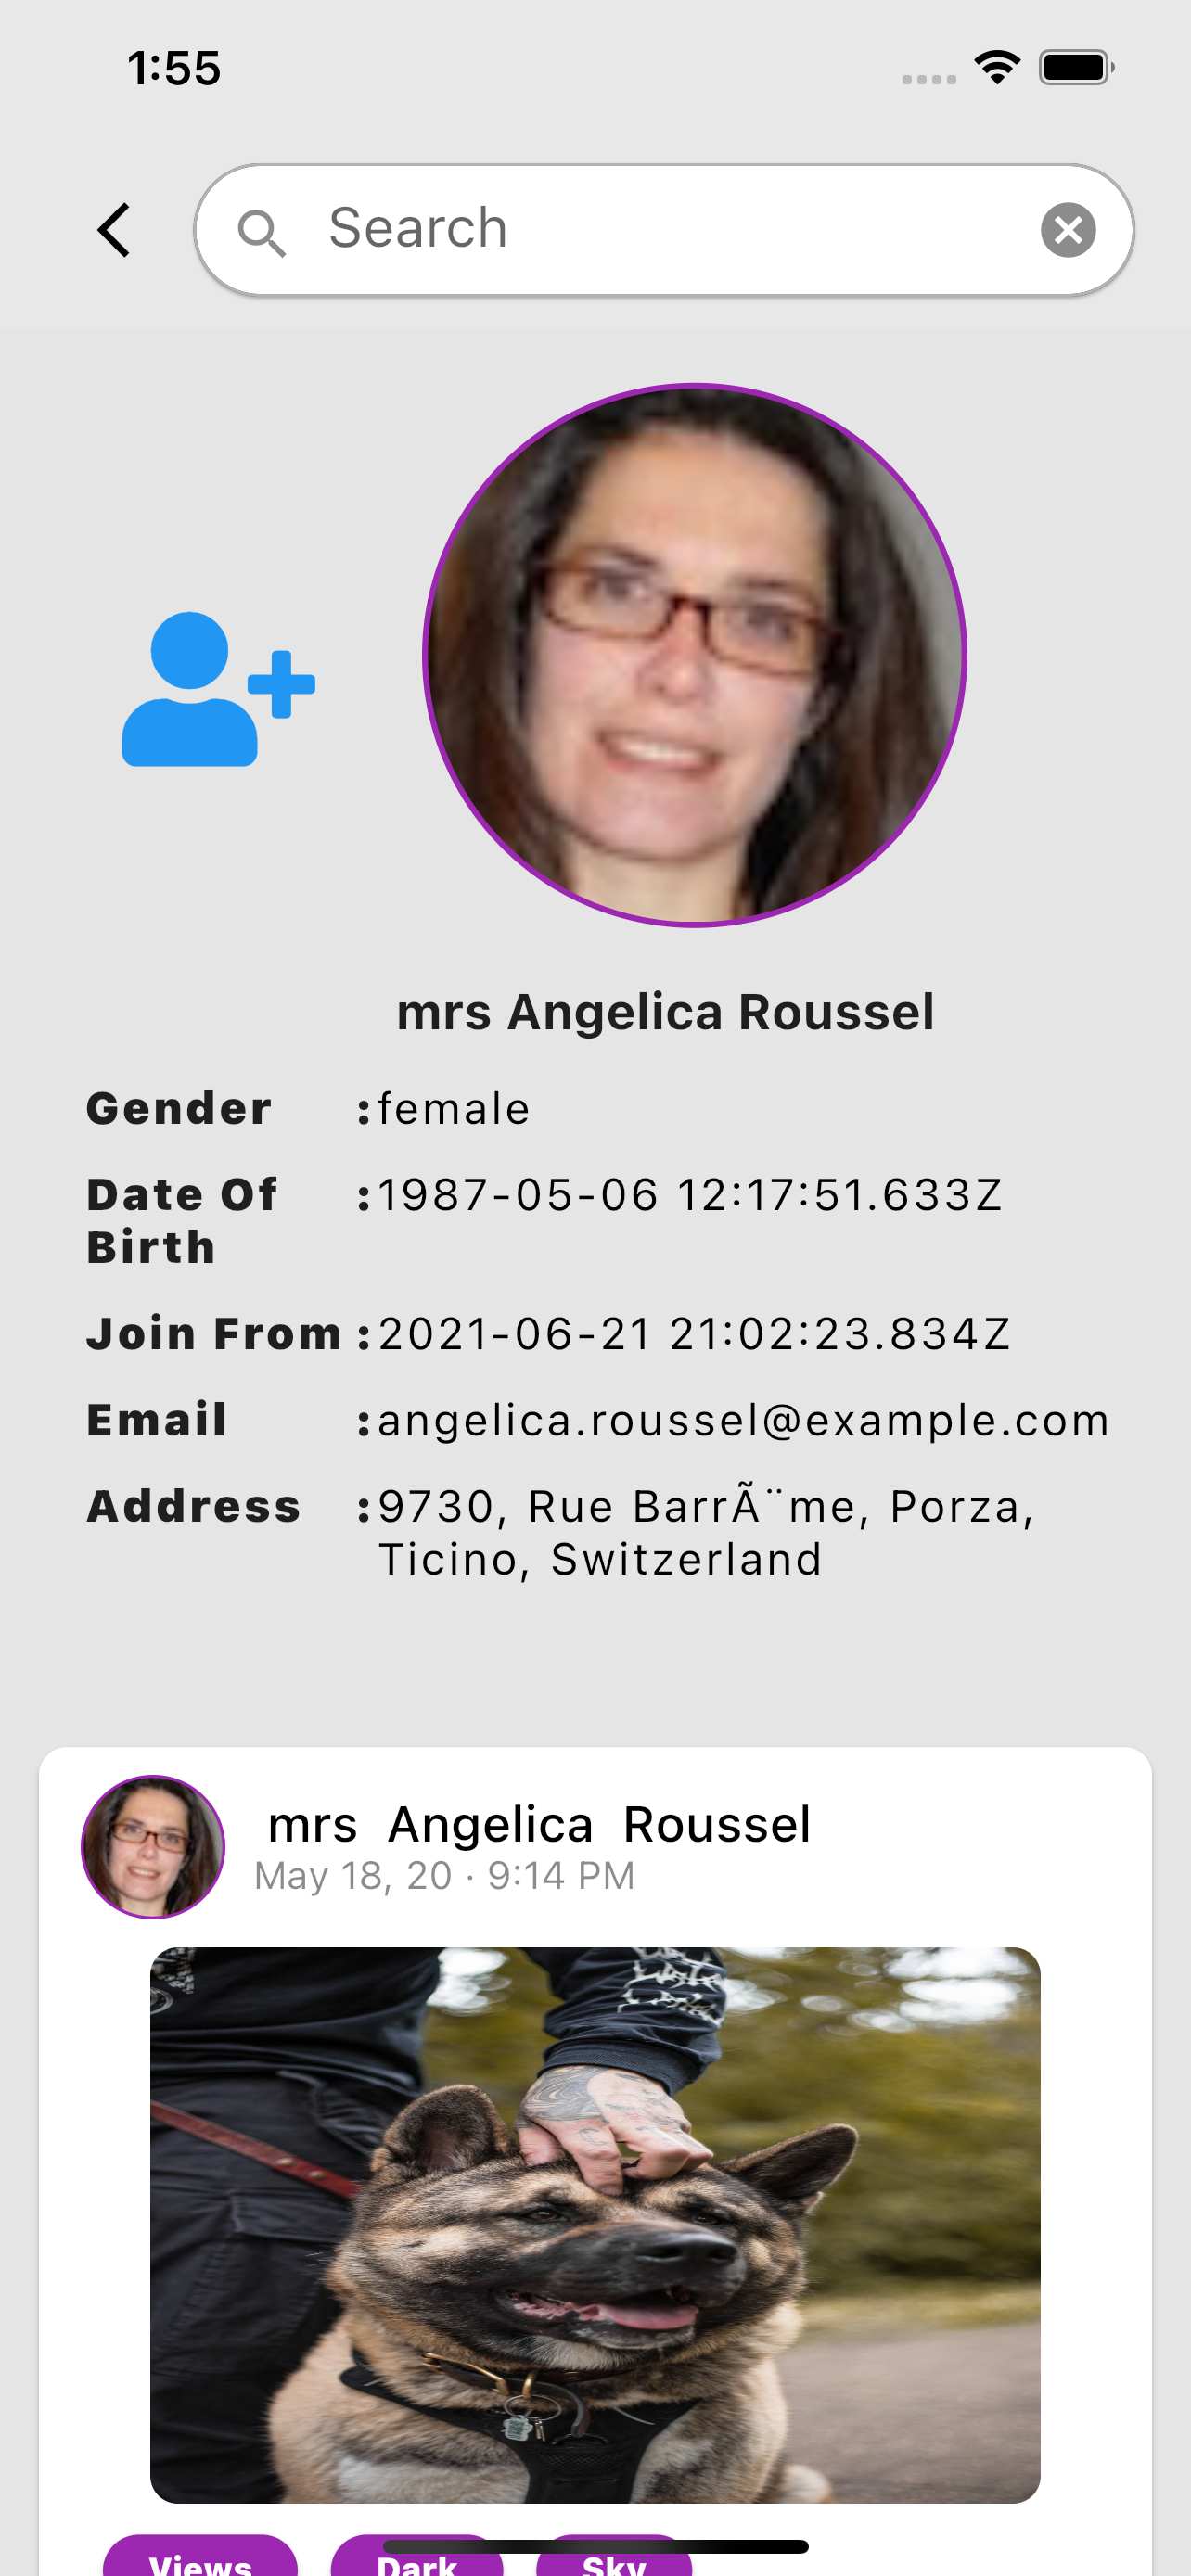 1:55
Search
mrs Angelica Roussel
Gender :female
Date Of :1987-05-06 12:17:51.633Z
Birth
Join From :2021-06-21 21:02:23.834Z
Email :angelica.roussel@example.com
Address :9730, Rue BarrÃ¨me, Porza,
Ticino, Switzerland
mrs Angelica Roussel
May 18, 20 · 9:14 PM
Views Dark Sky